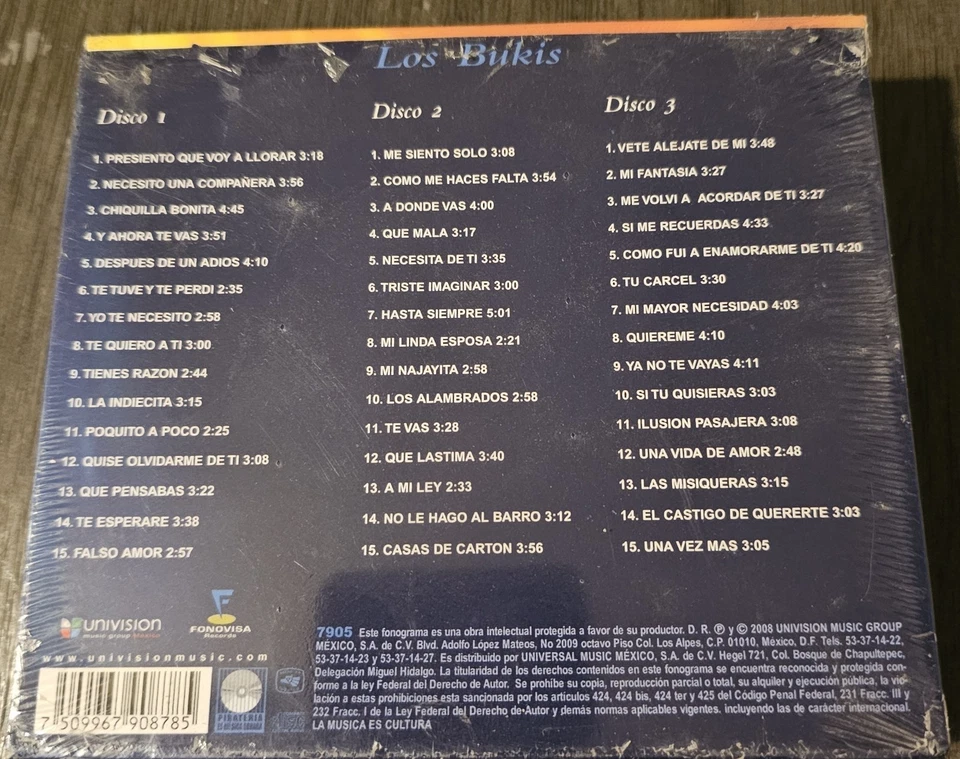 Los Bukis
Disco 1
1. PRESIENTO QUE VOY A LLORAR 3:18
2. NECESITO UNA COMPAÑERA 3:56
3. CHIQUILLA BONITA 4:45
4. Y AHORA TE VAS 3:51
5. DESPUES DE UN ADIOS 4:10
6. TE TUVE Y TE PERDI 2:35
7. YO TE NECESITO 2:58
8. TE QUIERO A TI 3:00
9. TIENES RAZON 2:44
10. LA INDIECITA 3:15
11. POQUITO A POCO 2:25
12. QUISE OLVIDARME DE TI 3:08
13. QUE PENSABAS 3:22
14. TE ESPERARE 3:38
15. FALSO AMOR 2:57
Disco 2
1. ME SIENTO SOLO 3:08
2. COMO ME HACES FALTA 3:54
3. A DONDE VAS 4:00
4. QUE MALA 3:17
5. NECESITA DE TI 3:35
6. TRISTE IMAGINAR 3:00
7. HASTA SIEMPRE 5:01
8. MI LINDA ESPOSA 2:21
9. MI NAJAYITA 2:58
10. LOS ALAMBRADOS 2:58
11. TE VAS 3:28
12. QUE LASTIMA 3:40
13. A MI LEY 2:33
14. NO LE HAGO AL BARRO 3:12
15. CASAS DE CARTON 3:56
Disco 3
1. VETE ALEJATE DE MI 3:48
2. MI FANTASIA 3:27
3. ME VOLVI A ACORDAR DE TI 3:27
4. SI ME RECUERDAS 4:33
5. COMO FUI A ENAMORARME DE TI 4:20
6. TU CARCEL 3:30
7. MI MAYOR NECESIDAD 4:03
8. QUIEREME 4:10
9. YA NO TE VAYAS 4:11
10. SI TU QUISIERAS 3:03
11. ILUSION PASAJERA 3:08
12. UNA VIDA DE AMOR 2:48
13. LAS MISIQUERAS 3:15
14. EL CASTIGO DE QUERERTE 3:03
15. UNA VEZ MAS 3:05
univision
music group México
FONOVISA
Records
www.univisionmusic.com
7 509967 908785
PIRATERIA
7905 Este fonograma es una obra intelectual protegida a favor de su productor. D. R. Ⓟ y © 2008 UNIVISION MUSIC GROUP
MÉXICO, S.A. de C.V. Blvd. Adolfo López Mateos, No 2009 octavo Piso Col. Los Alpes, C.P. 01010, México, D.F. Tels. 53-37-14-22,
53-37-14-23 y 53-37-14-27. Es distribuido por UNIVERSAL MUSIC MÉXICO, S.A. de C.V. Hegel 721, Col. Bosque de Chapultepec,
Delegación Miguel Hidalgo. La titularidad de los derechos contenidos en este fonograma se encuentra reconocida y protegida con-
forme a la ley Federal del Derecho de Autor. Se prohibe su copia, reproducción parcial o total, su alquiler y ejecución pública, la vio-
lación a estas prohibiciones esta sancionada por los artículos 424, 424 bis, 424 ter y 425 del Código Penal Federal, 231 Fracc. III y
232 Fracc. I de la Ley Federal del Derecho de Autor y demás normas aplicables vigentes. incluyendo las de carácter internacional.
LA MUSICA ES CULTURA